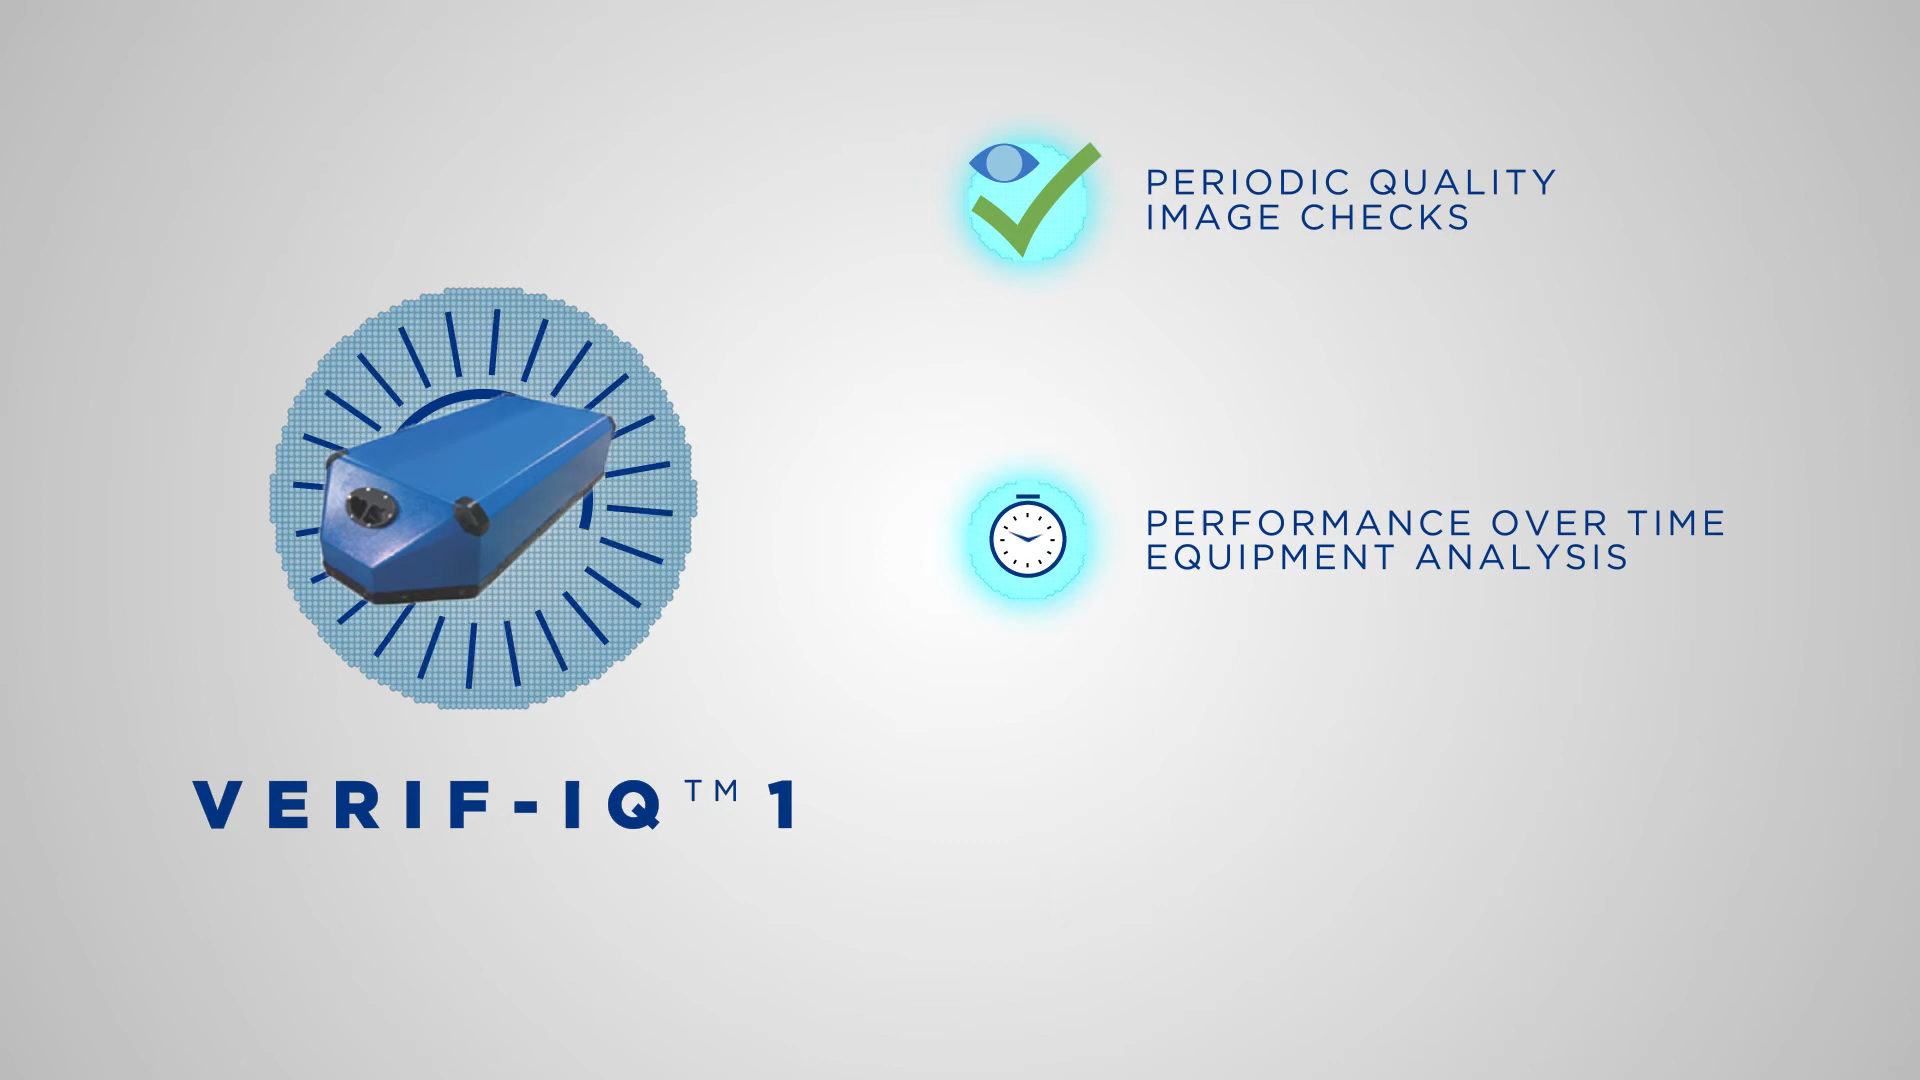 PERIODIC QUALITY
IMAGE CHECKS
PERFORMANCE OVER TIME
EQUIPMENT ANALYSIS
VERIF-IQ™ 1